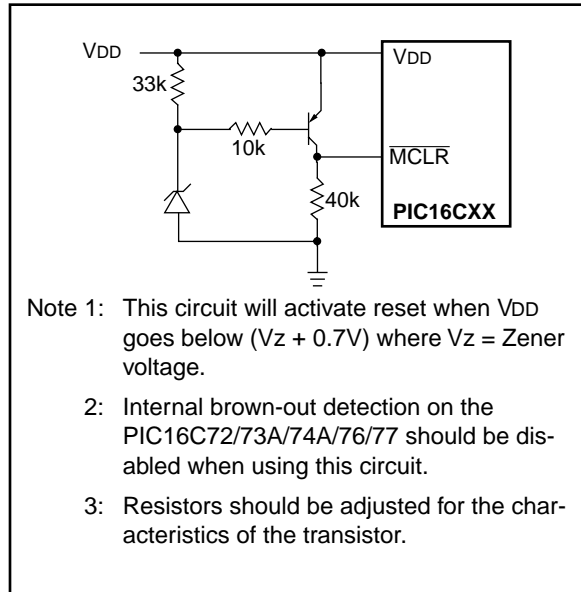 VDD
VDD
33k
10k
MCLR
40k
PIC16CXX
Note 1: This circuit will activate reset when VDD
goes below (Vz + 0.7V) where Vz = Zener
voltage.
2: Internal brown-out detection on the
PIC16C72/73A/74A/76/77 should be dis-
abled when using this circuit.
3: Resistors should be adjusted for the char-
acteristics of the transistor.